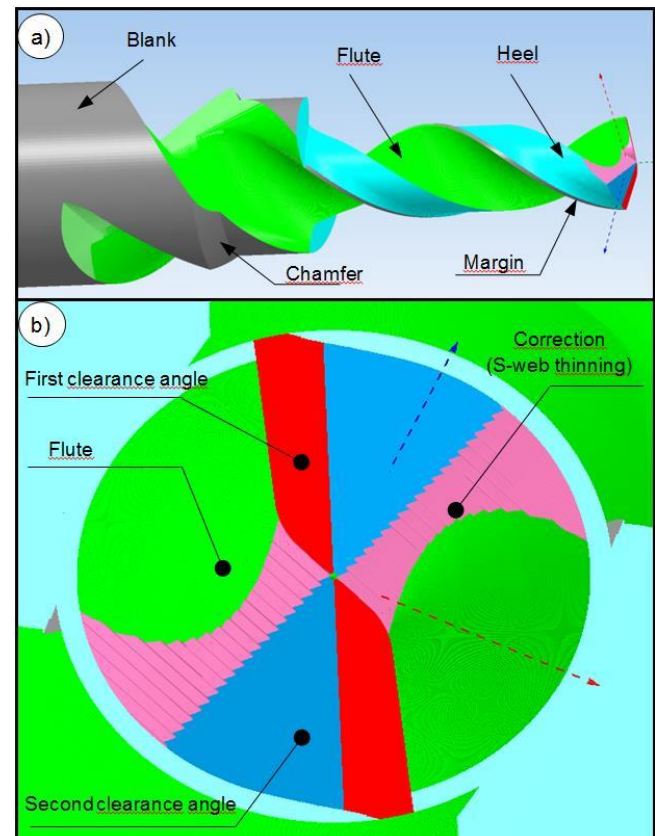 a)
Blank
Flute
Heel
Chamfer
Margin
b)
Correction
(S-web thinning)
First clearance angle
Flute
Second clearance angle